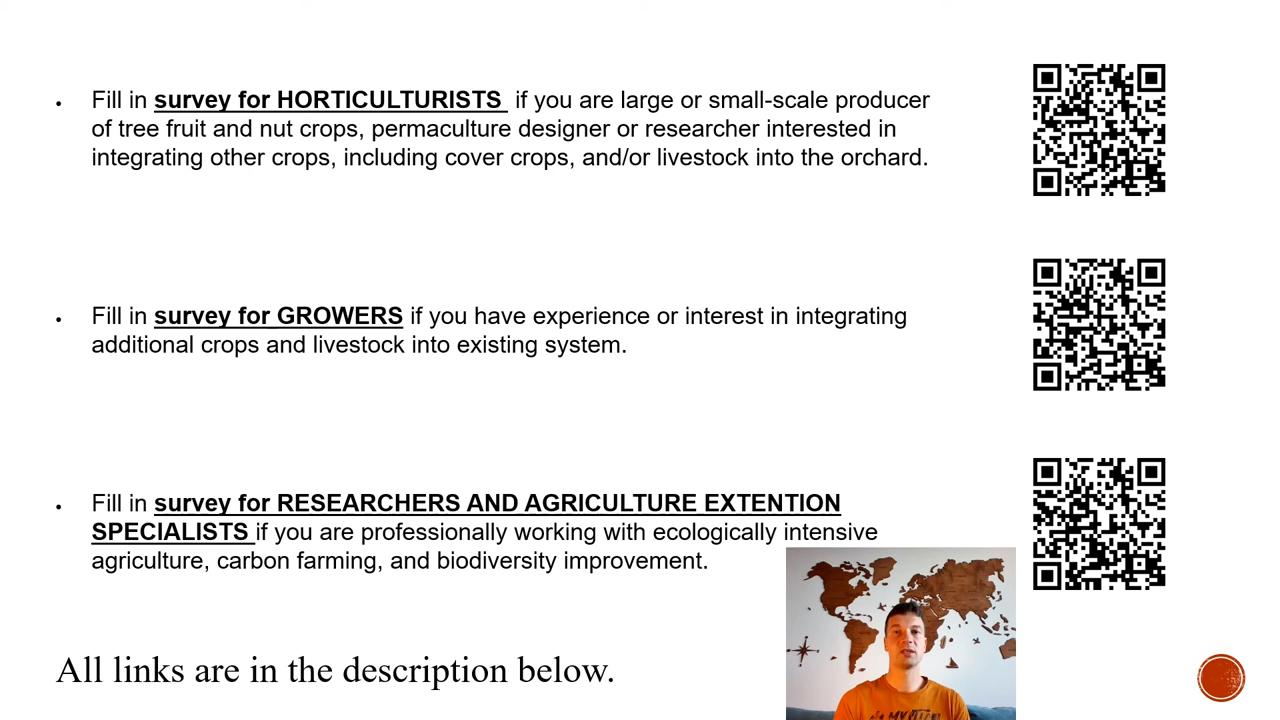 • Fill in survey for HORTICULTURISTS if you are large or small-scale producer
of tree fruit and nut crops, permaculture designer or researcher interested in
integrating other crops, including cover crops, and/or livestock into the orchard.
• Fill in survey for GROWERS if you have experience or interest in integrating
additional crops and livestock into existing system.
• Fill in survey for RESEARCHERS AND AGRICULTURE EXTENTION
SPECIALISTS if you are professionally working with ecologically intensive
agriculture, carbon farming, and biodiversity improvement.
All links are in the description below.